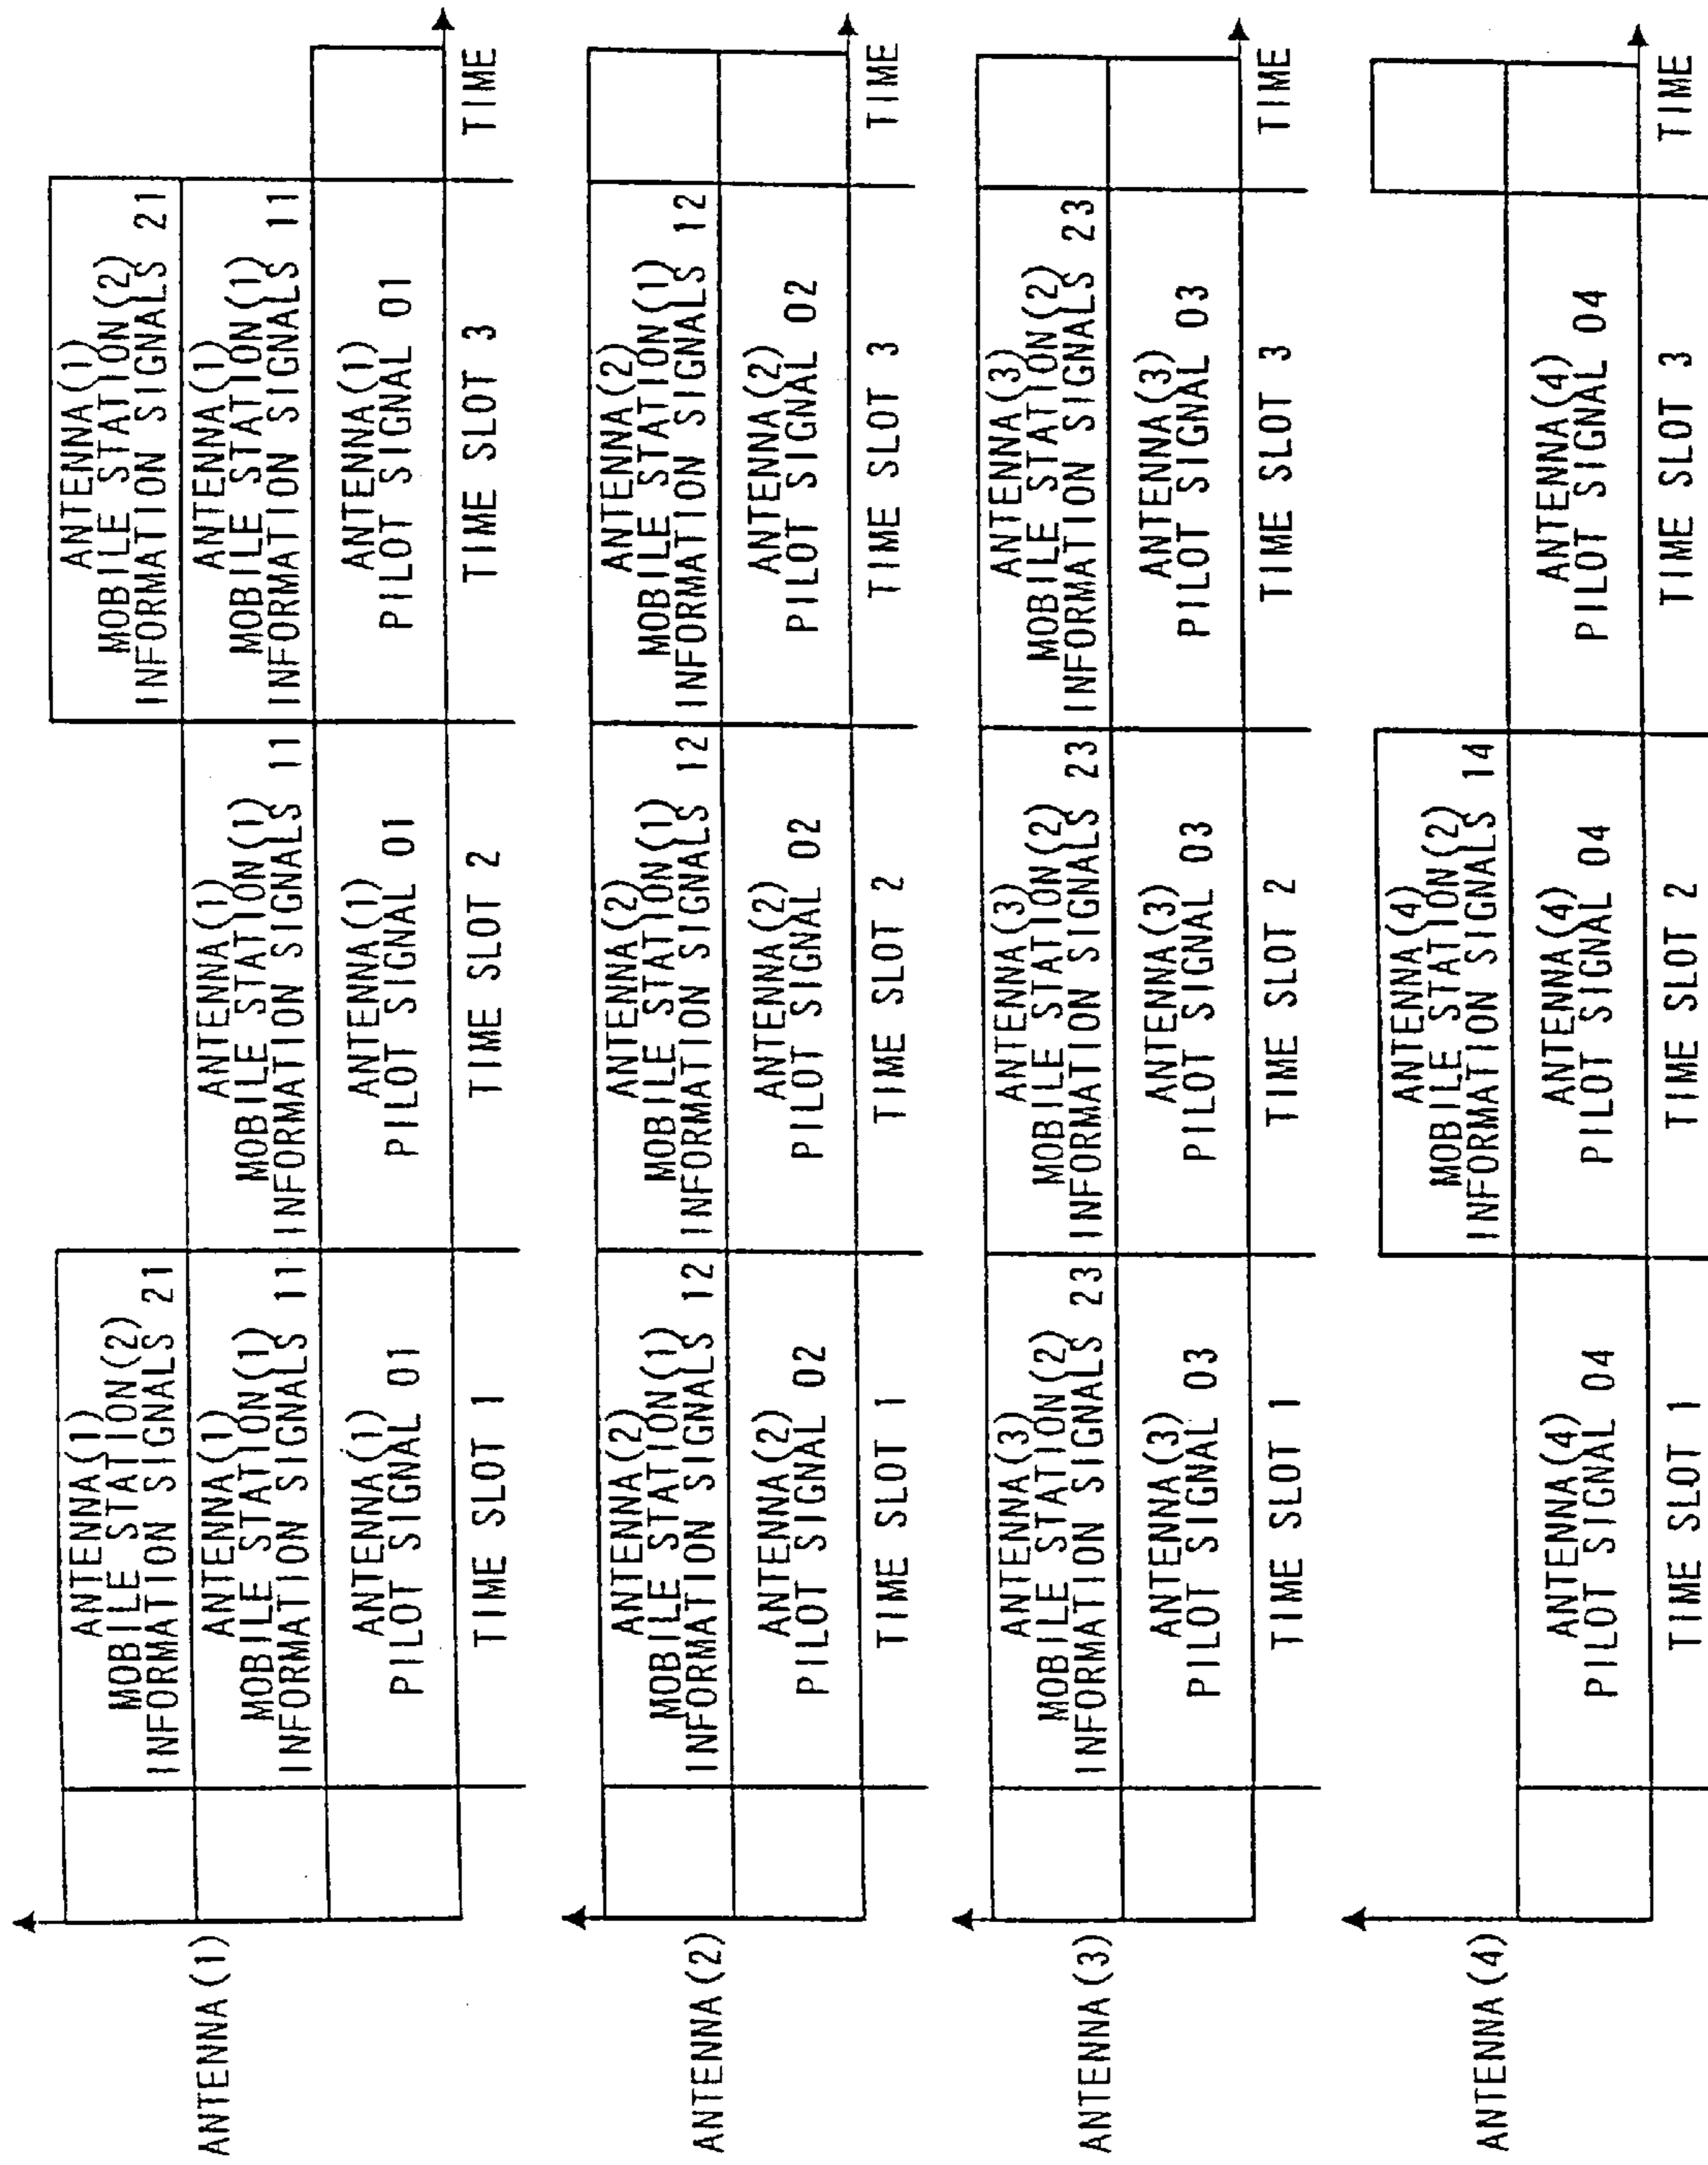 ANTENNA(1)
ANTENNA(1)
MOBILE STATION(2)
INFORMATION SIGNALS 21
ANTENNA(1)
MOBILE STATION(2)
INFORMATION SIGNALS 21
ANTENNA(1)
MOBILE STATION(1)
INFORMATION SIGNALS 11
ANTENNA(1)
MOBILE STATION(1)
INFORMATION SIGNALS 11
ANTENNA(1)
MOBILE STATION(1)
INFORMATION SIGNALS 11
ANTENNA(1)
PILOT SIGNAL 01
ANTENNA(1)
PILOT SIGNAL 01
ANTENNA(1)
PILOT SIGNAL 01
TIME SLOT 1
TIME SLOT 2
TIME SLOT 3
TIME
ANTENNA(2)
ANTENNA(2)
MOBILE STATION(1)
INFORMATION SIGNALS 12
ANTENNA(2)
MOBILE STATION(1)
INFORMATION SIGNALS 12
ANTENNA(2)
MOBILE STATION(1)
INFORMATION SIGNALS 12
ANTENNA(2)
PILOT SIGNAL 02
ANTENNA(2)
PILOT SIGNAL 02
ANTENNA(2)
PILOT SIGNAL 02
TIME SLOT 1
TIME SLOT 2
TIME SLOT 3
TIME
ANTENNA(3)
ANTENNA(3)
MOBILE STATION(2)
INFORMATION SIGNALS 23
ANTENNA(3)
MOBILE STATION(2)
INFORMATION SIGNALS 23
ANTENNA(3)
MOBILE STATION(2)
INFORMATION SIGNALS 23
ANTENNA(3)
PILOT SIGNAL 03
ANTENNA(3)
PILOT SIGNAL 03
ANTENNA(3)
PILOT SIGNAL 03
TIME SLOT 1
TIME SLOT 2
TIME SLOT 3
TIME
ANTENNA(4)
ANTENNA(4)
MOBILE STATION(2)
INFORMATION SIGNALS 14
ANTENNA(4)
PILOT SIGNAL 04
ANTENNA(4)
PILOT SIGNAL 04
ANTENNA(4)
PILOT SIGNAL 04
TIME SLOT 1
TIME SLOT 2
TIME SLOT 3
TIME